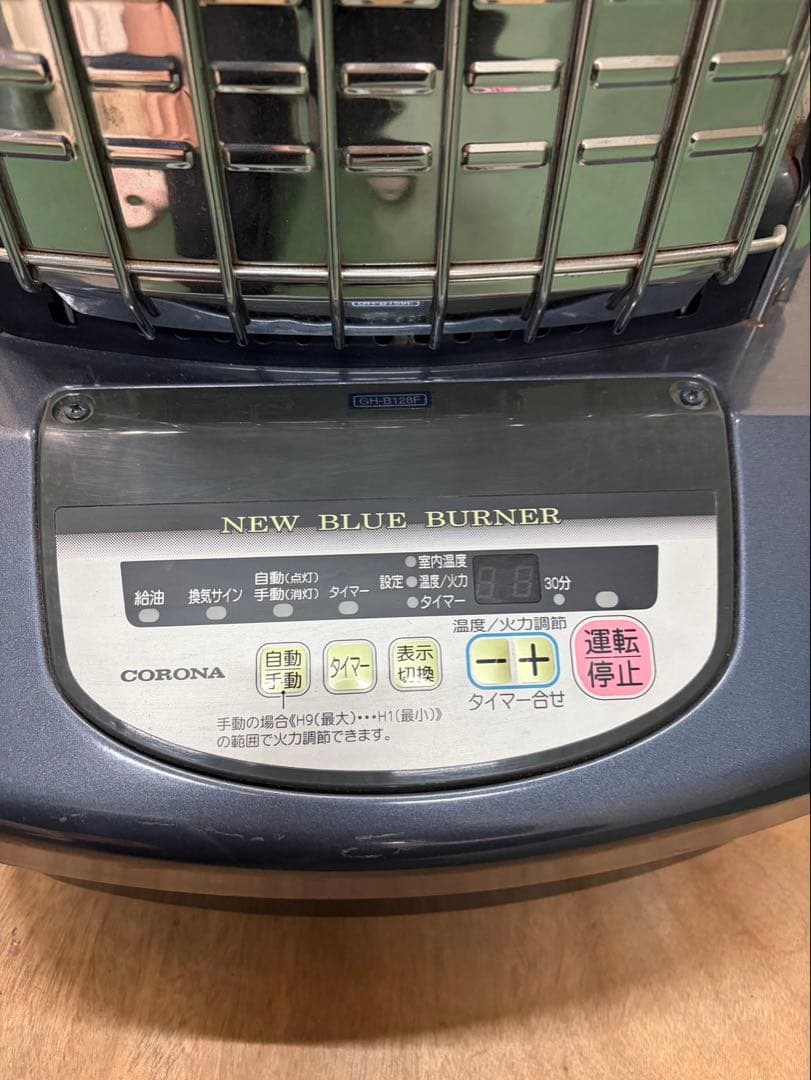 GH-B128F
NEW BLUE BURNER
給油
換気サイン
自動(点灯)
手動(消灯)
タイマー
設定
室内温度
温度/火力
タイマー
30分
温度/火力調節
CORONA
自動
手動
タイマー
表示
切換
− +
運転
停止
タイマー合せ
手動の場合《H9(最大)･･･H1(最小)》
の範囲で火力調節できます。